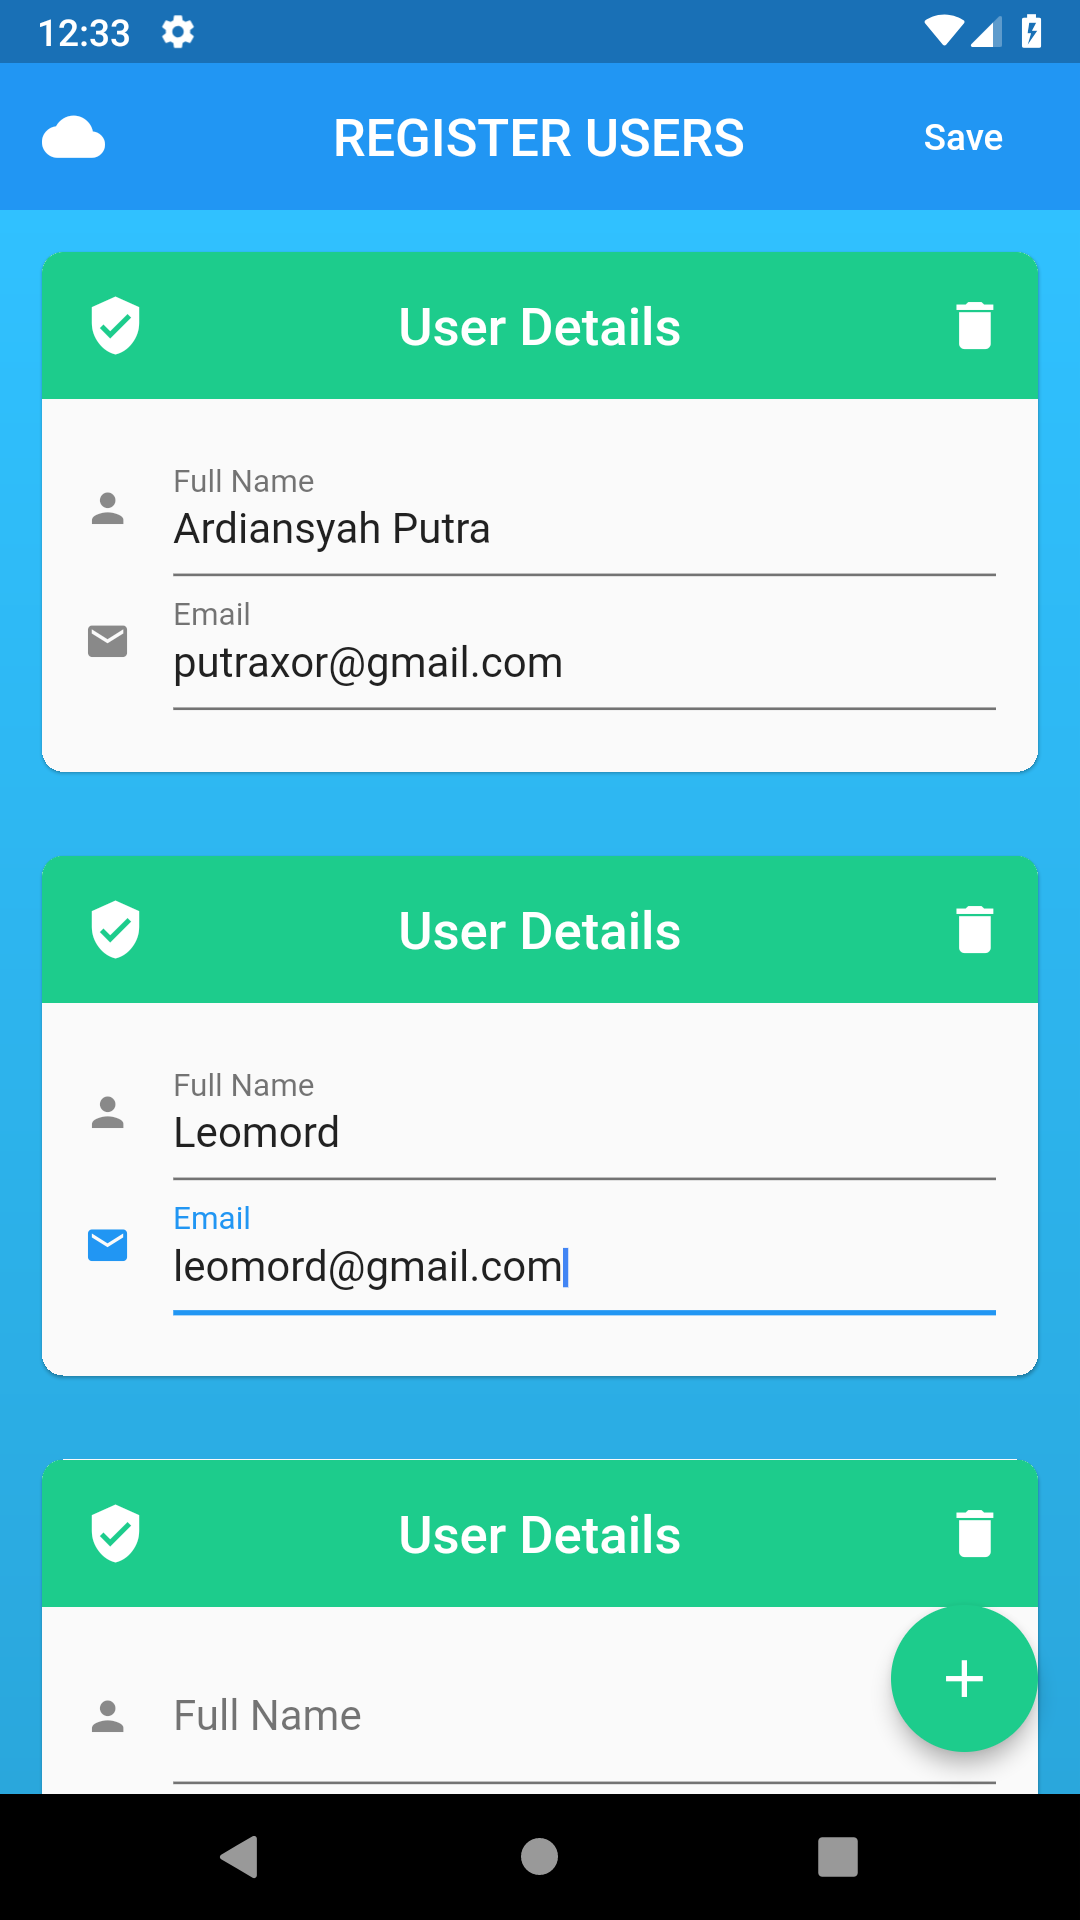 12:33
REGISTER USERS
Save
User Details
Full Name
Ardiansyah Putra
Email
putraxor@gmail.com
User Details
Full Name
Leomord
Email
leomord@gmail.com
User Details
Full Name